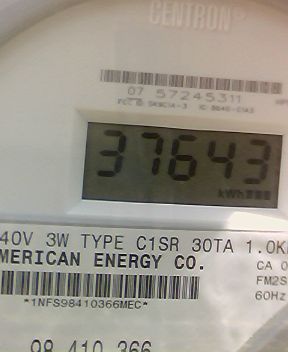 CENTRON
07 57245311
37643
kWh
40V 3W TYPE C1SR 30TA 1.0K
MERICAN ENERGY CO.
CA 0
FM2S
60Hz
*1NFS98410366MEC*
98 410 366